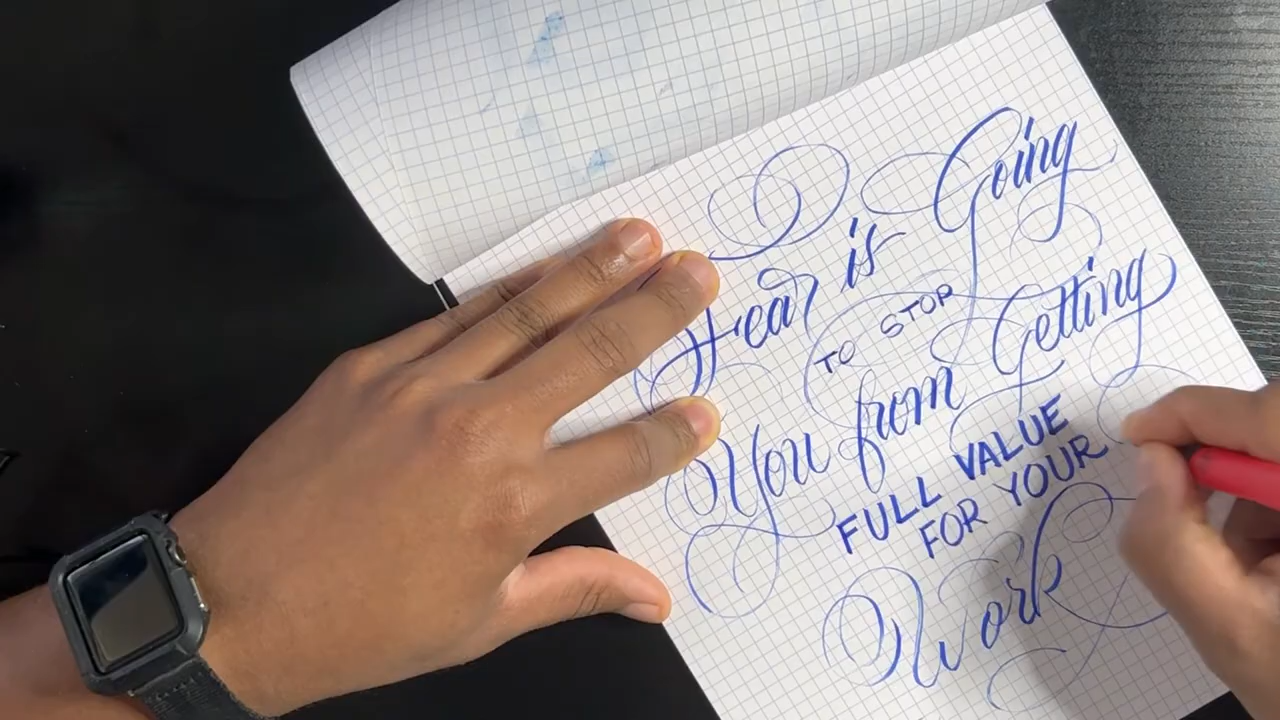 Fear is Going
TO STOP
You from Getting
FULL VALUE
FOR YOUR
Work